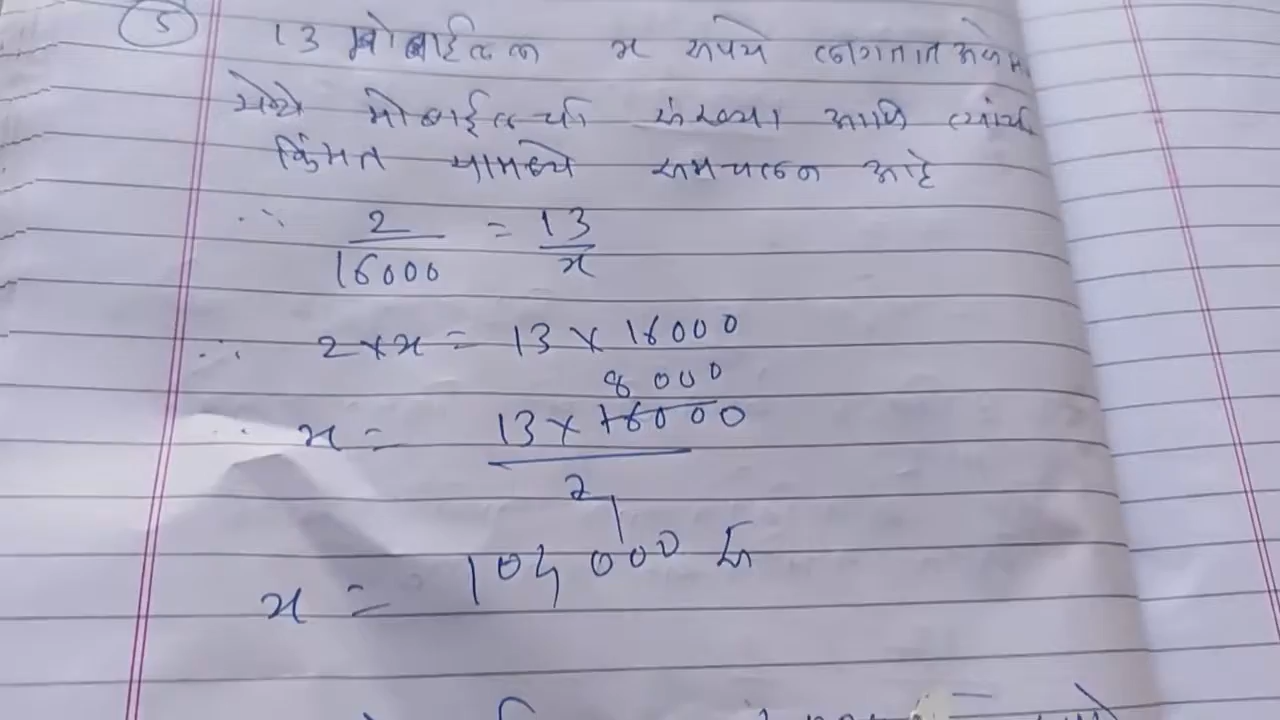 5 13 मोबाईलला x रुपये लागतात
येथे मोबाईलची संख्या आणि त्यांची
किंमत यामध्ये समचलन आहे
∴ 2/16000 = 13/x
∴ 2 × x = 13 × 16000
8000
∴ x = 13 × 16000 / 2
1
x = 104000 रु